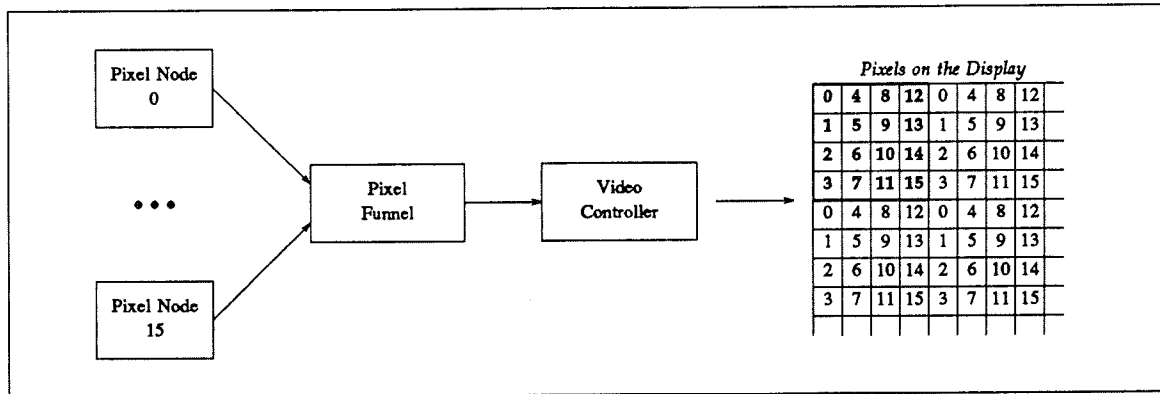 Pixel Node
0
Pixel Node
15
Pixel
Funnel
Video
Controller
Pixels on the Display
0 4 8 12 0 4 8 12
1 5 9 13 1 5 9 13
2 6 10 14 2 6 10 14
3 7 11 15 3 7 11 15
0 4 8 12 0 4 8 12
1 5 9 13 1 5 9 13
2 6 10 14 2 6 10 14
3 7 11 15 3 7 11 15